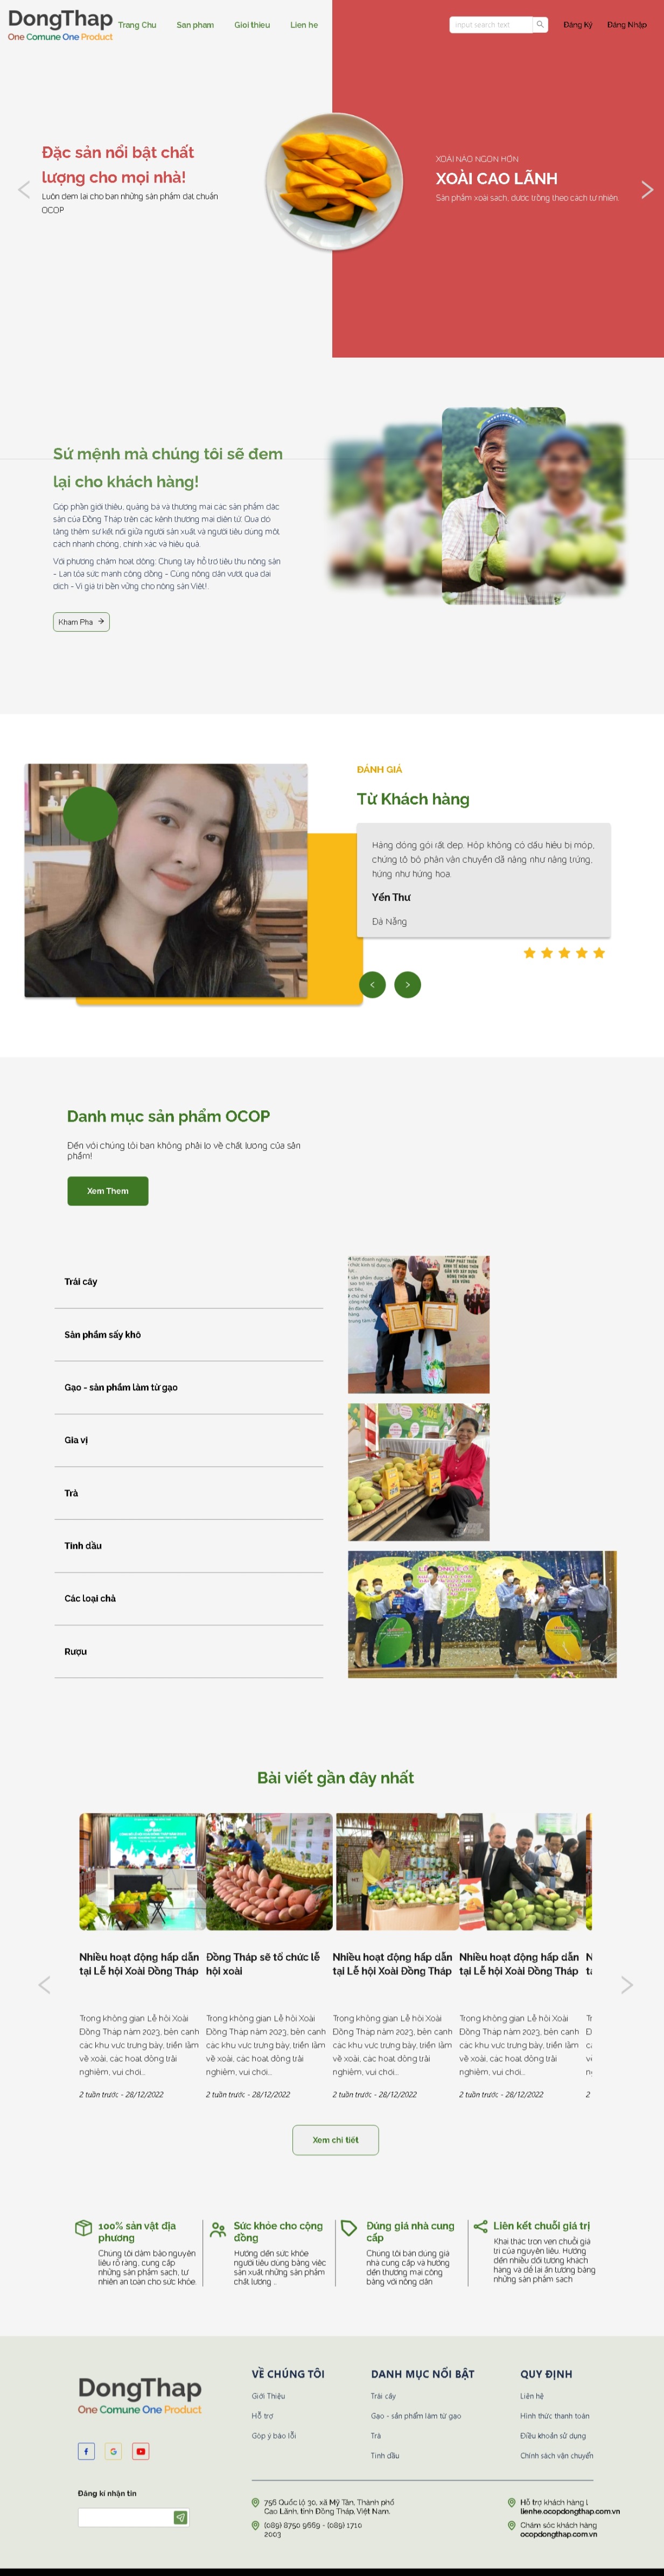 DongThap
One Comune One Product
Trang Chu
San pham
Gioi thieu
Lien he
input search text
Đăng Ký
Đăng Nhập
Đặc sản nổi bật chất
lượng cho mọi nhà!
Luôn đem lại cho bạn những sản phẩm đạt chuẩn
OCOP
XOÀI NÀO NGON HƠN
XOÀI CAO LÃNH
Sản phẩm xoài sạch, được trồng theo cách tự nhiên.
Sứ mệnh mà chúng tôi sẽ đem
lại cho khách hàng!
Góp phần giới thiệu, quảng bá và thương mại các sản phẩm đặc
sản của Đồng Tháp trên các kênh thương mại điện tử. Qua đó
tăng thêm sự kết nối giữa người sản xuất và người tiêu dùng một
cách nhanh chóng, chính xác và hiệu quả.
Với phương châm hoạt động: Chung tay hỗ trợ tiêu thụ nông sản
- Lan tỏa sức mạnh cộng đồng - Cùng nông dân vượt qua đại
dịch - Vì giá trị bền vững cho nông sản Việt!.
Kham Pha
ĐÁNH GIÁ
Từ Khách hàng
Hàng đóng gói rất đẹp. Hộp không có dấu hiệu bị móp,
chứng tỏ bộ phận vận chuyển đã nâng như nâng trứng,
hứng như hứng hoa.
Yến Thư
Đà Nẵng
Danh mục sản phẩm OCOP
Đến với chúng tôi bạn không phải lo về chất lượng của sản
phẩm!
Xem Them
Trái cây
Sản phẩm sấy khô
Gạo - sản phẩm làm từ gạo
Gia vị
Trà
Tinh dầu
Các loại chả
Rượu
Bài viết gần đây nhất
Nhiều hoạt động hấp dẫn
tại Lễ hội Xoài Đồng Tháp
Trong không gian Lễ hội Xoài
Đồng Tháp năm 2023, bên cạnh
các khu vực trưng bày, triển lãm
về xoài, các hoạt động trải
nghiệm, vui chơi...
2 tuần trước - 28/12/2022
Đồng Tháp sẽ tổ chức lễ
hội xoài
Trong không gian Lễ hội Xoài
Đồng Tháp năm 2023, bên cạnh
các khu vực trưng bày, triển lãm
về xoài, các hoạt động trải
nghiệm, vui chơi...
2 tuần trước - 28/12/2022
Nhiều hoạt động hấp dẫn
tại Lễ hội Xoài Đồng Tháp
Trong không gian Lễ hội Xoài
Đồng Tháp năm 2023, bên cạnh
các khu vực trưng bày, triển lãm
về xoài, các hoạt động trải
nghiệm, vui chơi...
2 tuần trước - 28/12/2022
Nhiều hoạt động hấp dẫn
tại Lễ hội Xoài Đồng Tháp
Trong không gian Lễ hội Xoài
Đồng Tháp năm 2023, bên cạnh
các khu vực trưng bày, triển lãm
về xoài, các hoạt động trải
nghiệm, vui chơi...
2 tuần trước - 28/12/2022
Xem chi tiết
100% sản vật địa
phương
Chúng tôi đảm bảo nguyên
liệu rõ ràng, cung cấp
những sản phẩm sạch, tự
nhiên an toàn cho sức khỏe.
Sức khỏe cho cộng
đồng
Hướng đến sức khỏe
người tiêu dùng bằng việc
sản xuất những sản phẩm
chất lượng ..
Đúng giá nhà cung
cấp
Chúng tôi bán đúng giá
nhà cung cấp và hướng
đến thương mại công
bằng với nông dân
Liên kết chuỗi giá trị
Khai thác trọn vẹn chuỗi giá
trị của nguyên liệu. Hướng
đến nhiều đối tượng khách
hàng và để lại ấn tượng bằng
những sản phẩm sạch
DongThap
One Comune One Product
Đăng kí nhận tin
VỀ CHÚNG TÔI
Giới Thiệu
Hỗ trợ
Góp ý báo lỗi
DANH MỤC NỔI BẬT
Trái cây
Gạo - sản phẩm làm từ gạo
Trà
Tinh dầu
QUY ĐỊNH
Liên hệ
Hình thức thanh toán
Điều khoản sử dụng
Chính sách vận chuyển
756 Quốc lộ 30, xã Mỹ Tân, Thành phố
Cao Lãnh, tỉnh Đồng Tháp, Việt Nam.
(089) 8750 9669 - (089) 1710
2003
Hỗ trợ khách hàng l
lienhe.ocopdongthap.com.vn
Chăm sóc khách hàng
ocopdongthap.com.vn